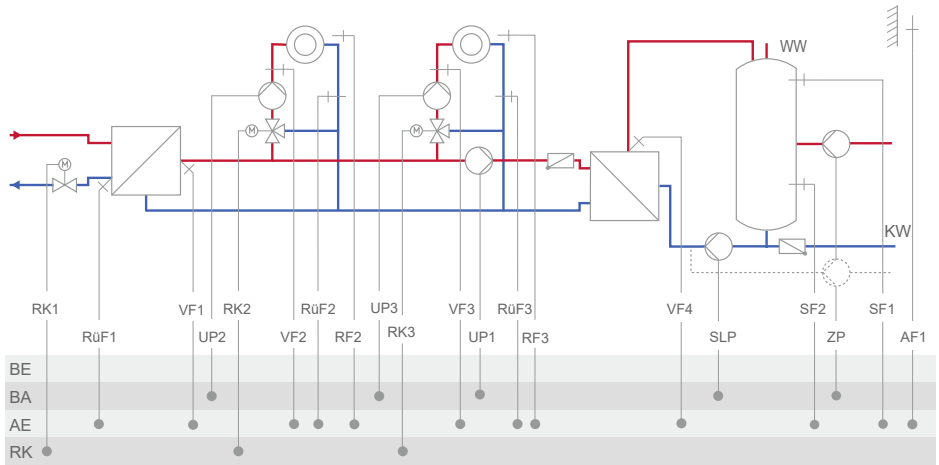 WW
M
M
M
KW
RK1
VF1
RK2
RüF2
UP3
VF3
RüF3
VF4
SF2
SF1
RüF1
UP2
VF2
RF2
RK3
UP1
RF3
SLP
ZP
AF1
BE
BA
AE
RK